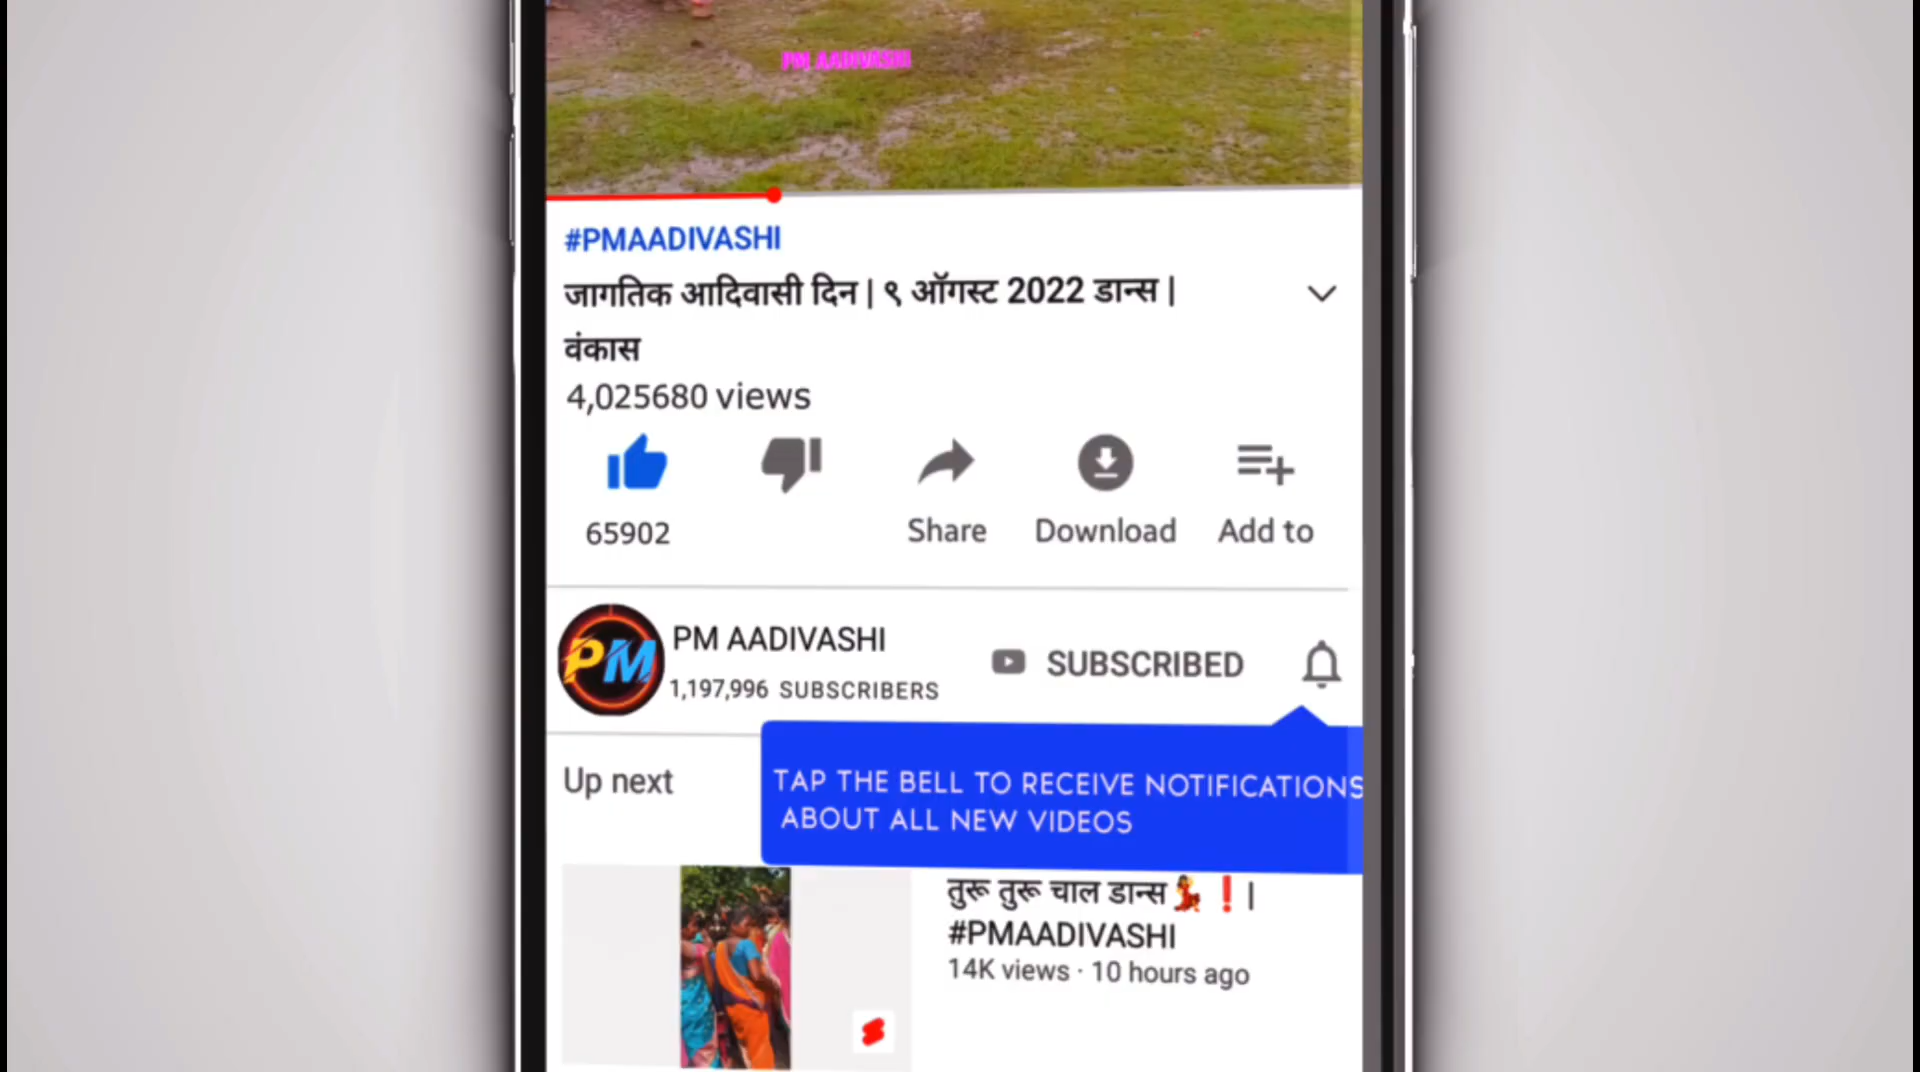 PM AADIVASHI
#PMAADIVASHI
जागतिक आदिवासी दिन | ९ ऑगस्ट 2022 डान्स |
वंकास
4,025680 views
65902
Share
Download
Add to
PM
PM AADIVASHI
1,197,996 SUBSCRIBERS
SUBSCRIBED
TAP THE BELL TO RECEIVE NOTIFICATIONS
ABOUT ALL NEW VIDEOS
Up next
तुरू तुरू चाल डान्स💃❗|
#PMAADIVASHI
14K views · 10 hours ago